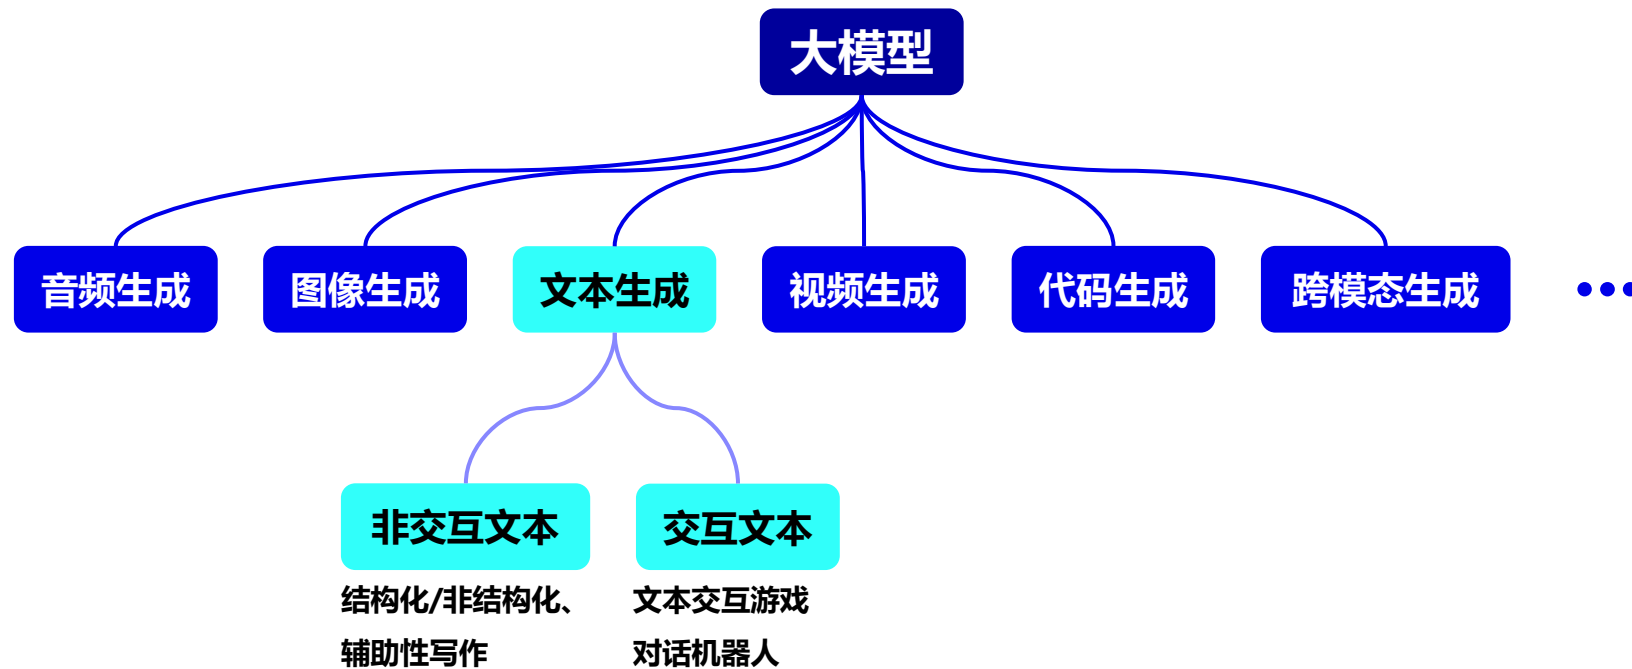 大模型
音频生成
图像生成
文本生成
视频生成
代码生成
跨模态生成
非交互文本
交互文本
结构化/非结构化、
辅助性写作
文本交互游戏
对话机器人